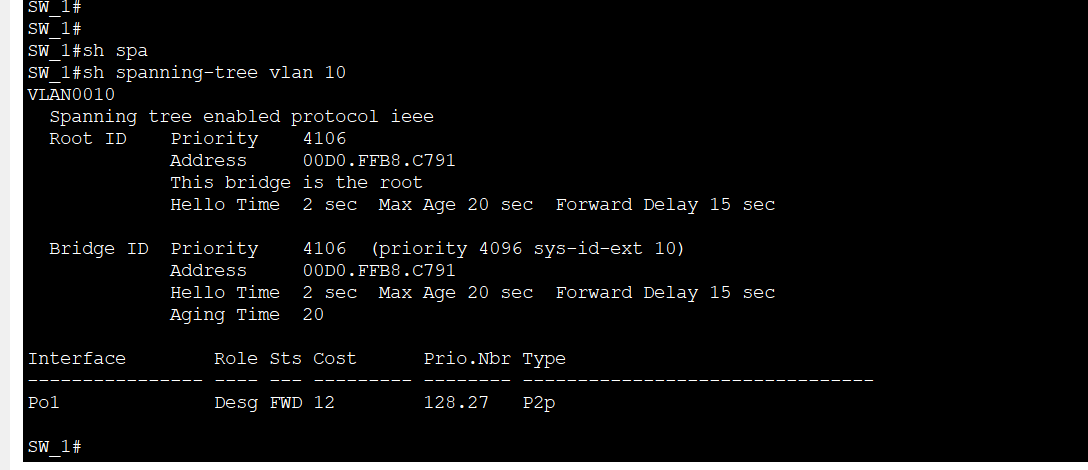 SW_1#
SW_1#
SW_1#sh spa
SW_1#sh spanning-tree vlan 10
VLAN0010
  Spanning tree enabled protocol ieee
  Root ID    Priority    4106
             Address     00D0.FFB8.C791
             This bridge is the root
             Hello Time  2 sec  Max Age 20 sec  Forward Delay 15 sec

  Bridge ID  Priority    4106  (priority 4096 sys-id-ext 10)
             Address     00D0.FFB8.C791
             Hello Time  2 sec  Max Age 20 sec  Forward Delay 15 sec
             Aging Time  20

Interface        Role Sts Cost      Prio.Nbr Type
---------------- ---- --- --------- -------- --------------------------------
Po1              Desg FWD 12        128.27   P2p

SW_1#